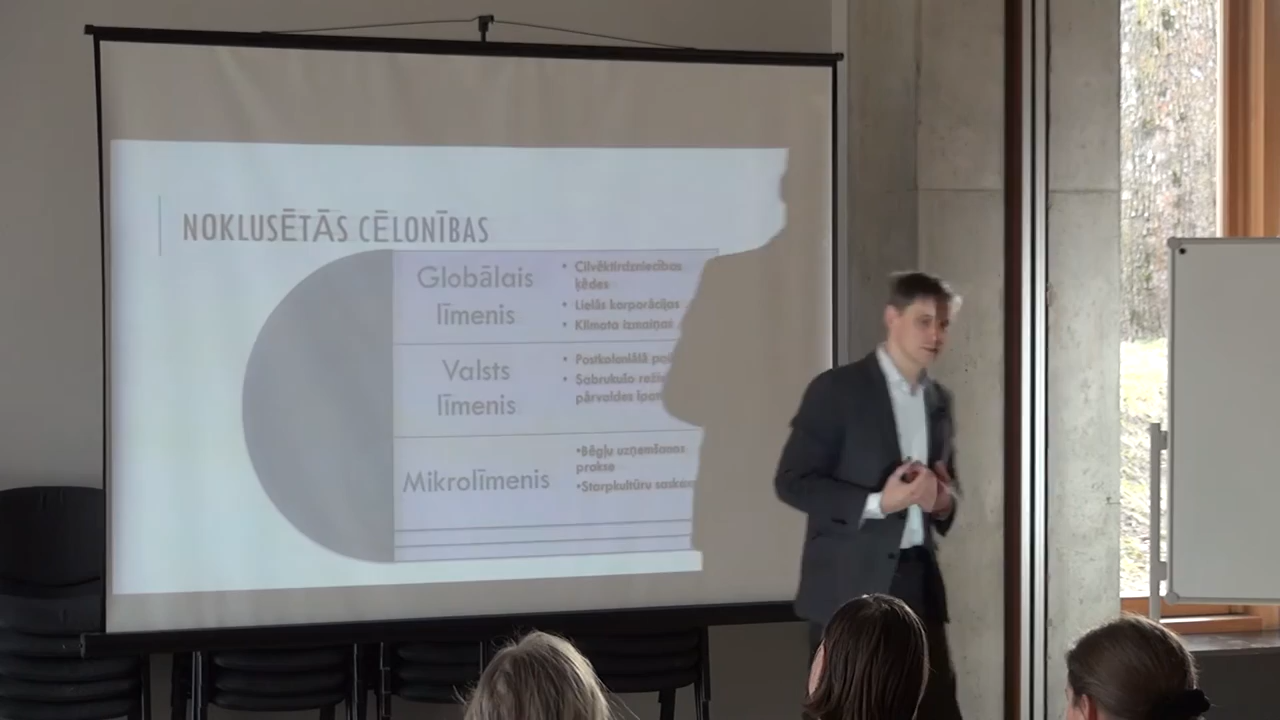 NOKLUSĒTĀS CĒLONĪBAS
Globālais
līmenis
• Cilvēktirdzniecības
ķēdes
• Lielās korporācijas
• Klimata izmaiņas
Valsts
līmenis
• Postkoloniālā
• Sabrukušo
pārvaldes
Mikrolīmenis
•Bēgļu uzņemšanas
prakse
•Starpkultūru